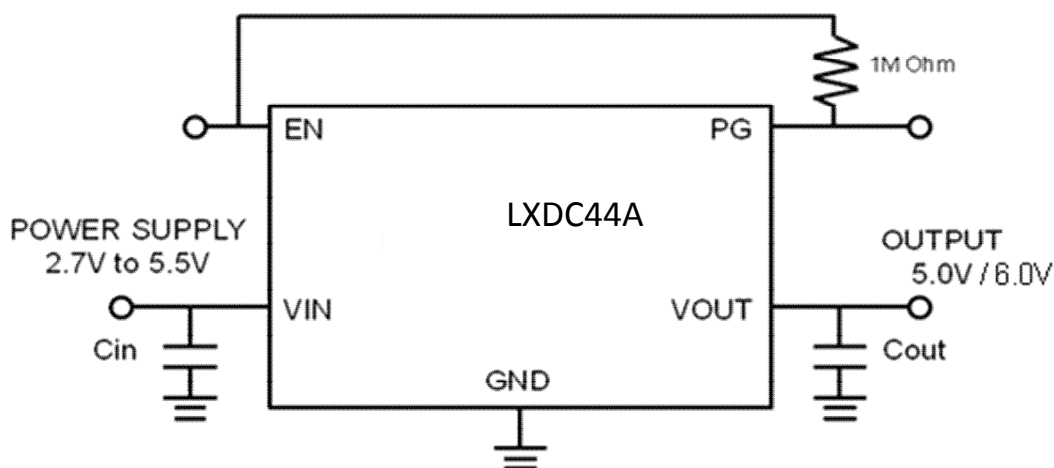 1M Ohm
EN
PG
LXDC44A
POWER SUPPLY
2.7V to 5.5V
OUTPUT
5.0V / 6.0V
VIN
VOUT
Cin
Cout
GND